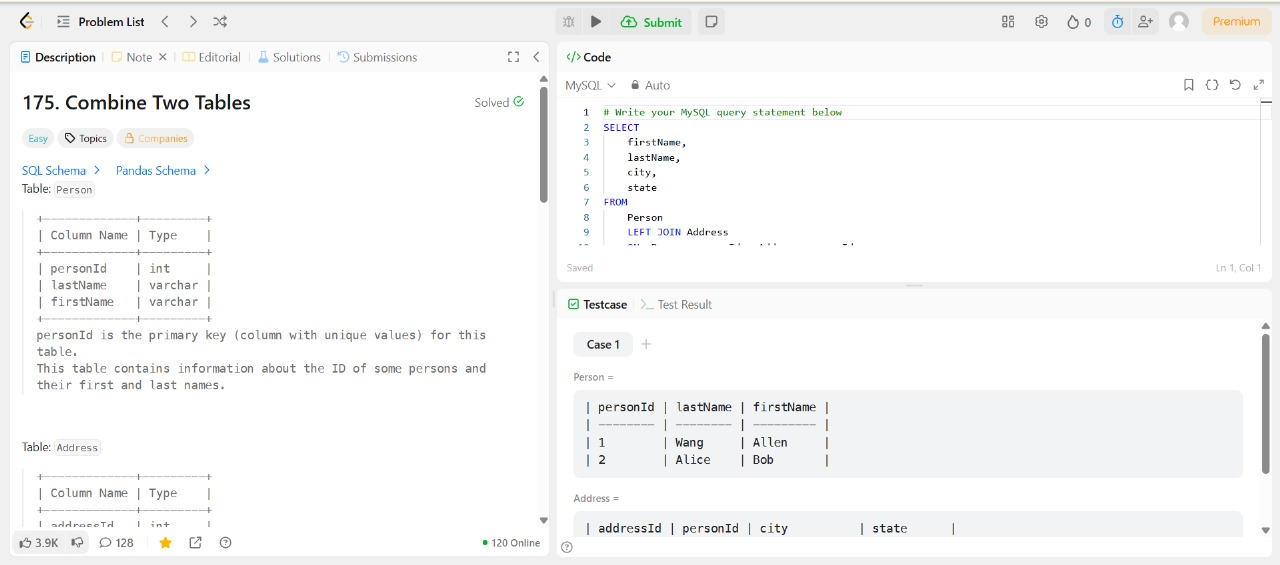 Problem List
Submit
0
Premium
Description
Note
Editorial
Solutions
Submissions
175. Combine Two Tables
Solved
Easy
Topics
Companies
SQL Schema
Pandas Schema
Table: Person
+-------------+---------+
| Column Name | Type    |
+-------------+---------+
| personId    | int     |
| lastName    | varchar |
| firstName   | varchar |
+-------------+---------+
personId is the primary key (column with unique values) for this
table.
This table contains information about the ID of some persons and
their first and last names.
Table: Address
+-------------+---------+
| Column Name | Type    |
+-------------+---------+
| addressId   | int     |
3.9K
128
120 Online
</> Code
MySQL
Auto
1 # Write your MySQL query statement below
2 SELECT
3     firstName,
4     lastName,
5     city,
6     state
7 FROM
8     Person
9     LEFT JOIN Address
Saved
Ln 1, Col 1
Testcase
Test Result
Case 1 +
Person =
| personId | lastName | firstName |
| -------- | -------- | --------- |
| 1        | Wang     | Allen     |
| 2        | Alice    | Bob       |
Address =
| addressId | personId | city          | state      |